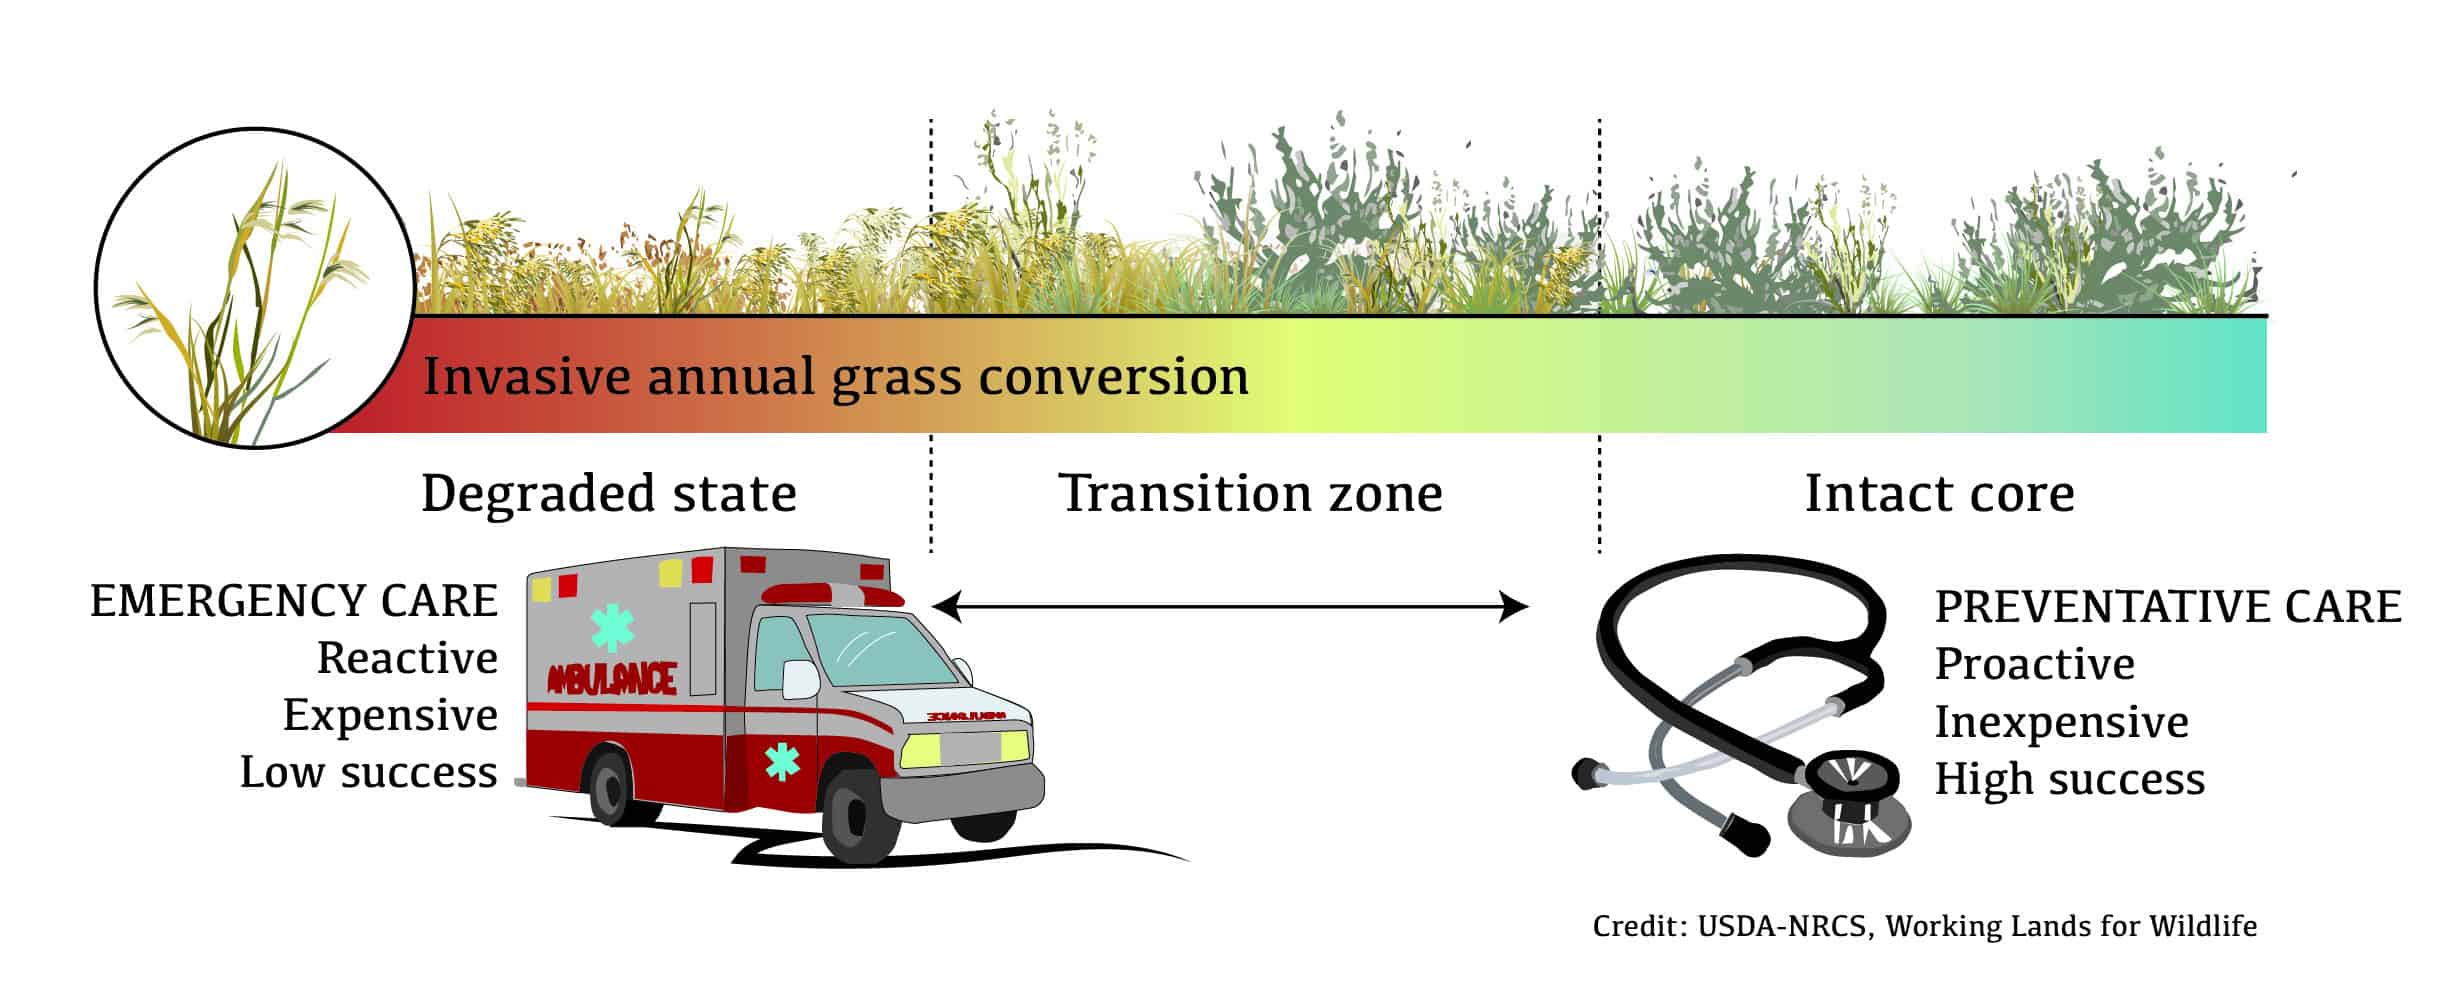 Invasive annual grass conversion
Degraded state
Transition zone
Intact core
EMERGENCY CARE
Reactive
Expensive
Low success
AMBULANCE
PREVENTATIVE CARE
Proactive
Inexpensive
High success
Credit: USDA-NRCS, Working Lands for Wildlife